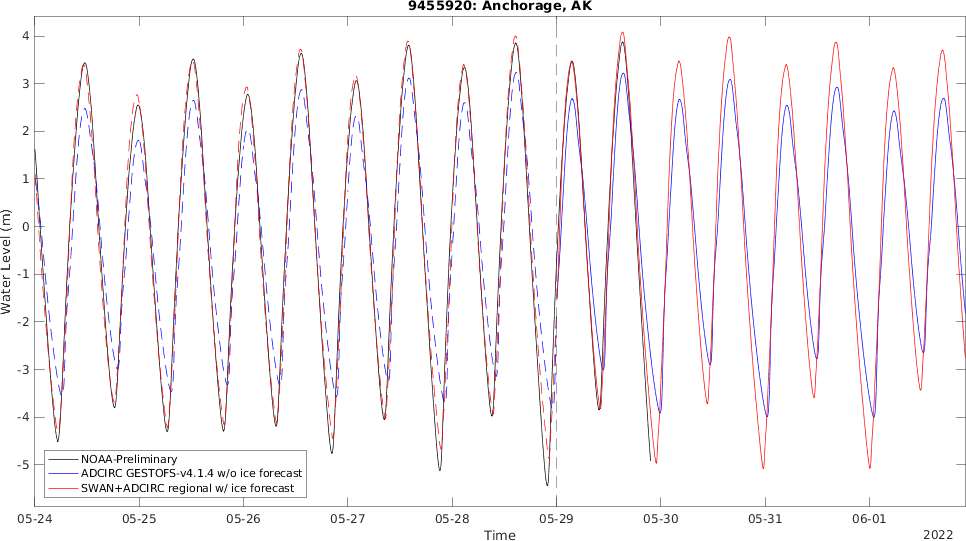 9455920: Anchorage, AK
Water Level (m)
4
3
2
1
0
-1
-2
-3
-4
-5
NOAA-Preliminary
ADCIRC GESTOFS-v4.1.4 w/o ice forecast
SWAN+ADCIRC regional w/ ice forecast
05-24 05-25 05-26 05-27 05-28 05-29 05-30 05-31 06-01
Time
2022